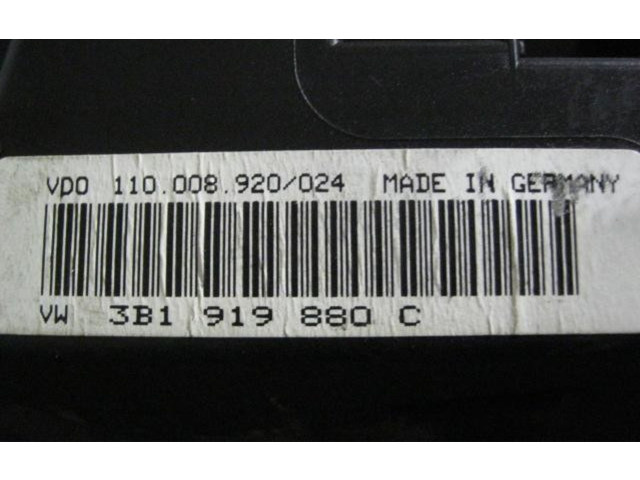 VDO 110.008.920/024 MADE IN GERMANY
VW 3B1 919 880 C